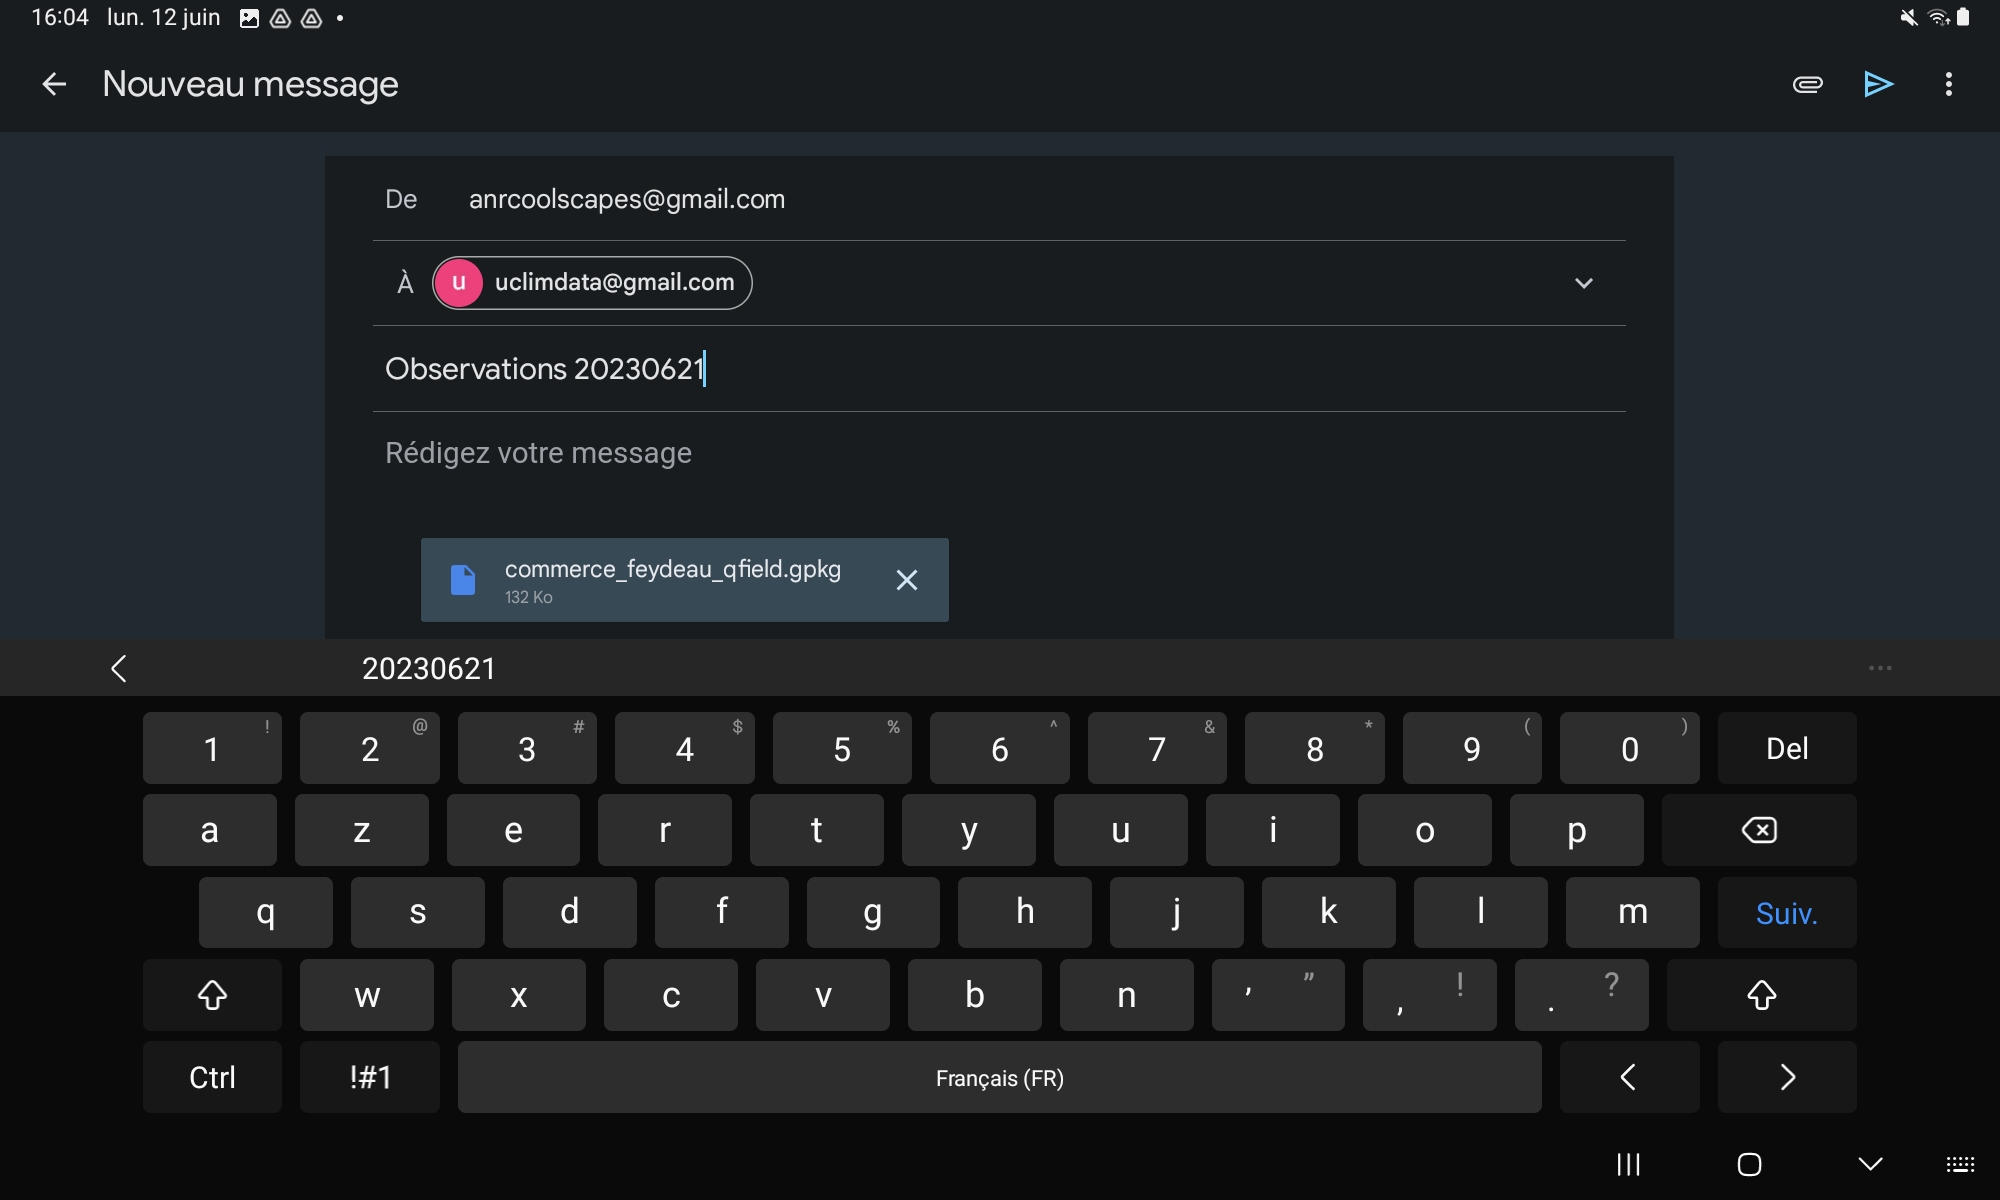 16:04 lun. 12 juin
Nouveau message
De anrcoolscapes@gmail.com
À u uclimdata@gmail.com
Observations 20230621
Rédigez votre message
commerce_feydeau_qfield.gpkg
132 Ko
20230621 ...
1 ! 2 @ 3 # 4 $ 5 % 6 ^ 7 & 8 * 9 ( 0 ) Del
a z e r t y u i o p
q s d f g h j k l m Suiv.
w x c v b n ' " , ! . ?
Ctrl !#1 Français (FR) < >